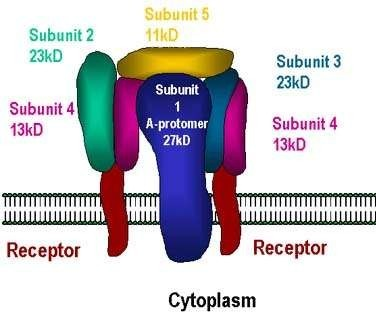 Subunit 5
11kD
Subunit 2
23kD
Subunit 3
23kD
Subunit
1
A-protomer
27kD
Subunit 4
13kD
Subunit 4
13kD
Receptor
Receptor
Cytoplasm